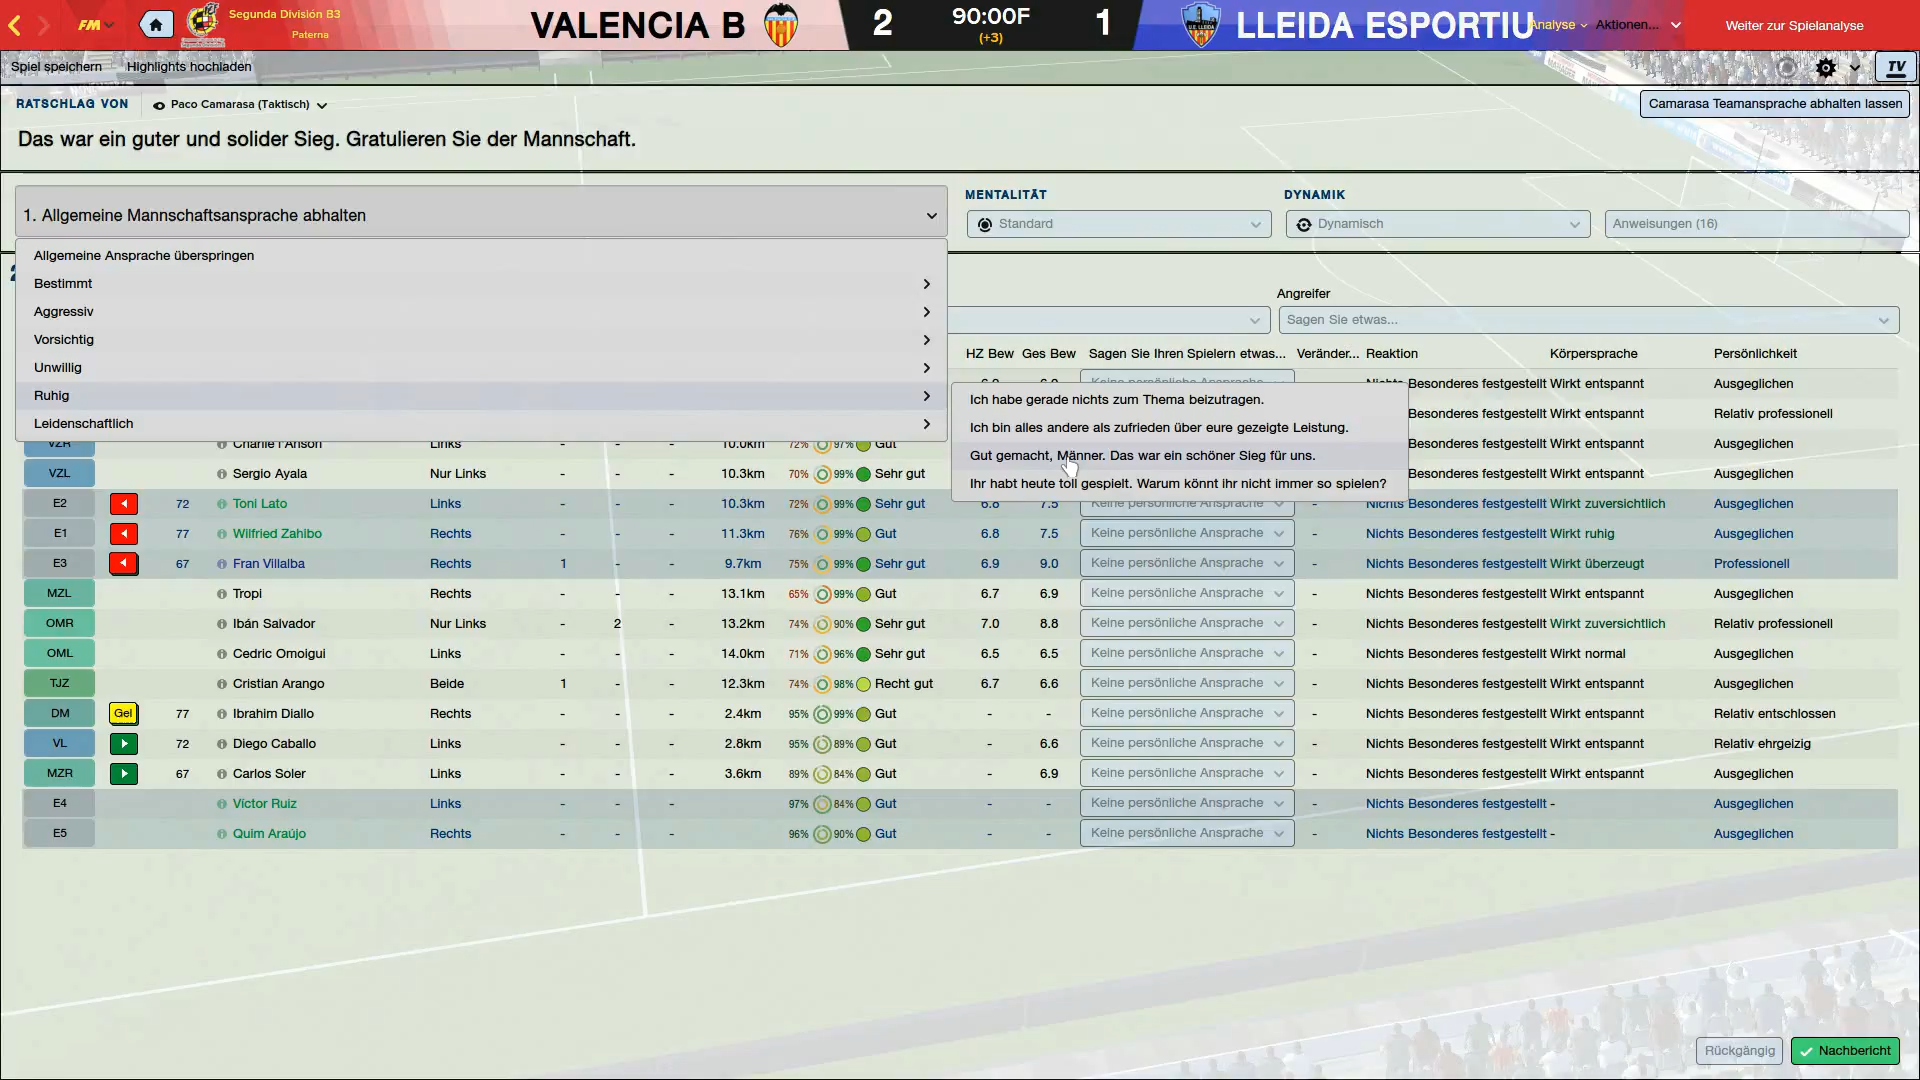 FM
Segunda División B3
Paterna
VALENCIA B
2
90:00F
(+3)
1
LLEIDA ESPORTIU
Analyse
Aktionen...
Weiter zur Spielanalyse
Spiel speichern
Highlights hochladen
TV
RATSCHLAG VON
Paco Camarasa (Taktisch)
Camarasa Teamansprache abhalten lassen
Das war ein guter und solider Sieg. Gratulieren Sie der Mannschaft.
1. Allgemeine Mannschaftsansprache abhalten
MENTALITÄT
Standard
DYNAMIK
Dynamisch
Anweisungen (16)
Allgemeine Ansprache überspringen
Bestimmt
Aggressiv
Vorsichtig
Unwillig
Ruhig
Leidenschaftlich
Angreifer
Sagen Sie etwas...
HZ Bew Ges Bew Sagen Sie Ihren Spielern etwas... Veränder... Reaktion Körpersprache Persönlichkeit
Nichts Besonderes festgestellt Wirkt entspannt Ausgeglichen
Ich habe gerade nichts zum Thema beizutragen.
Besonderes festgestellt Wirkt entspannt Relativ professionell
Ich bin alles andere als zufrieden über eure gezeigte Leistung.
Besonderes festgestellt Wirkt entspannt Ausgeglichen
Gut gemacht, Männer. Das war ein schöner Sieg für uns.
Besonderes festgestellt Wirkt entspannt Ausgeglichen
Ihr habt heute toll gespielt. Warum könnt ihr nicht immer so spielen?
VZR Charlie I'Anson Links - - - 10.0km 72% 97% Gut
VZL Sergio Ayala Nur Links - - - 10.3km 70% 99% Sehr gut
E2 72 Toni Lato Links - - - 10.3km 72% 99% Sehr gut 6.8 7.5 Keine persönliche Ansprache - Nichts Besonderes festgestellt Wirkt zuversichtlich Ausgeglichen
E1 77 Wilfried Zahibo Rechts - - - 11.3km 76% 99% Gut 6.8 7.5 Keine persönliche Ansprache - Nichts Besonderes festgestellt Wirkt ruhig Ausgeglichen
E3 67 Fran Villalba Rechts 1 - - 9.7km 75% 99% Sehr gut 6.9 9.0 Keine persönliche Ansprache - Nichts Besonderes festgestellt Wirkt überzeugt Professionell
MZL Tropi Rechts - - - 13.1km 65% 99% Gut 6.7 6.9 Keine persönliche Ansprache - Nichts Besonderes festgestellt Wirkt entspannt Ausgeglichen
OMR Ibán Salvador Nur Links - 2 - 13.2km 74% 90% Sehr gut 7.0 8.8 Keine persönliche Ansprache - Nichts Besonderes festgestellt Wirkt zuversichtlich Relativ professionell
OML Cedric Omoigui Links - - - 14.0km 71% 96% Sehr gut 6.5 6.5 Keine persönliche Ansprache - Nichts Besonderes festgestellt Wirkt normal Ausgeglichen
TJZ Cristian Arango Beide 1 - - 12.3km 74% 98% Recht gut 6.7 6.6 Keine persönliche Ansprache - Nichts Besonderes festgestellt Wirkt entspannt Ausgeglichen
DM Gel 77 Ibrahim Diallo Rechts - - - 2.4km 95% 99% Gut - - Keine persönliche Ansprache - Nichts Besonderes festgestellt Wirkt entspannt Relativ entschlossen
VL 72 Diego Caballo Links - - - 2.8km 95% 89% Gut - 6.6 Keine persönliche Ansprache - Nichts Besonderes festgestellt Wirkt entspannt Relativ ehrgeizig
MZR 67 Carlos Soler Links - - - 3.6km 89% 84% Gut - 6.9 Keine persönliche Ansprache - Nichts Besonderes festgestellt Wirkt entspannt Ausgeglichen
E4 Víctor Ruiz Links - - - 97% 84% Gut - - Keine persönliche Ansprache - Nichts Besonderes festgestellt - Ausgeglichen
E5 Quim Araújo Rechts - - - 96% 90% Gut - - Keine persönliche Ansprache - Nichts Besonderes festgestellt - Ausgeglichen
Rückgängig
Nachbericht